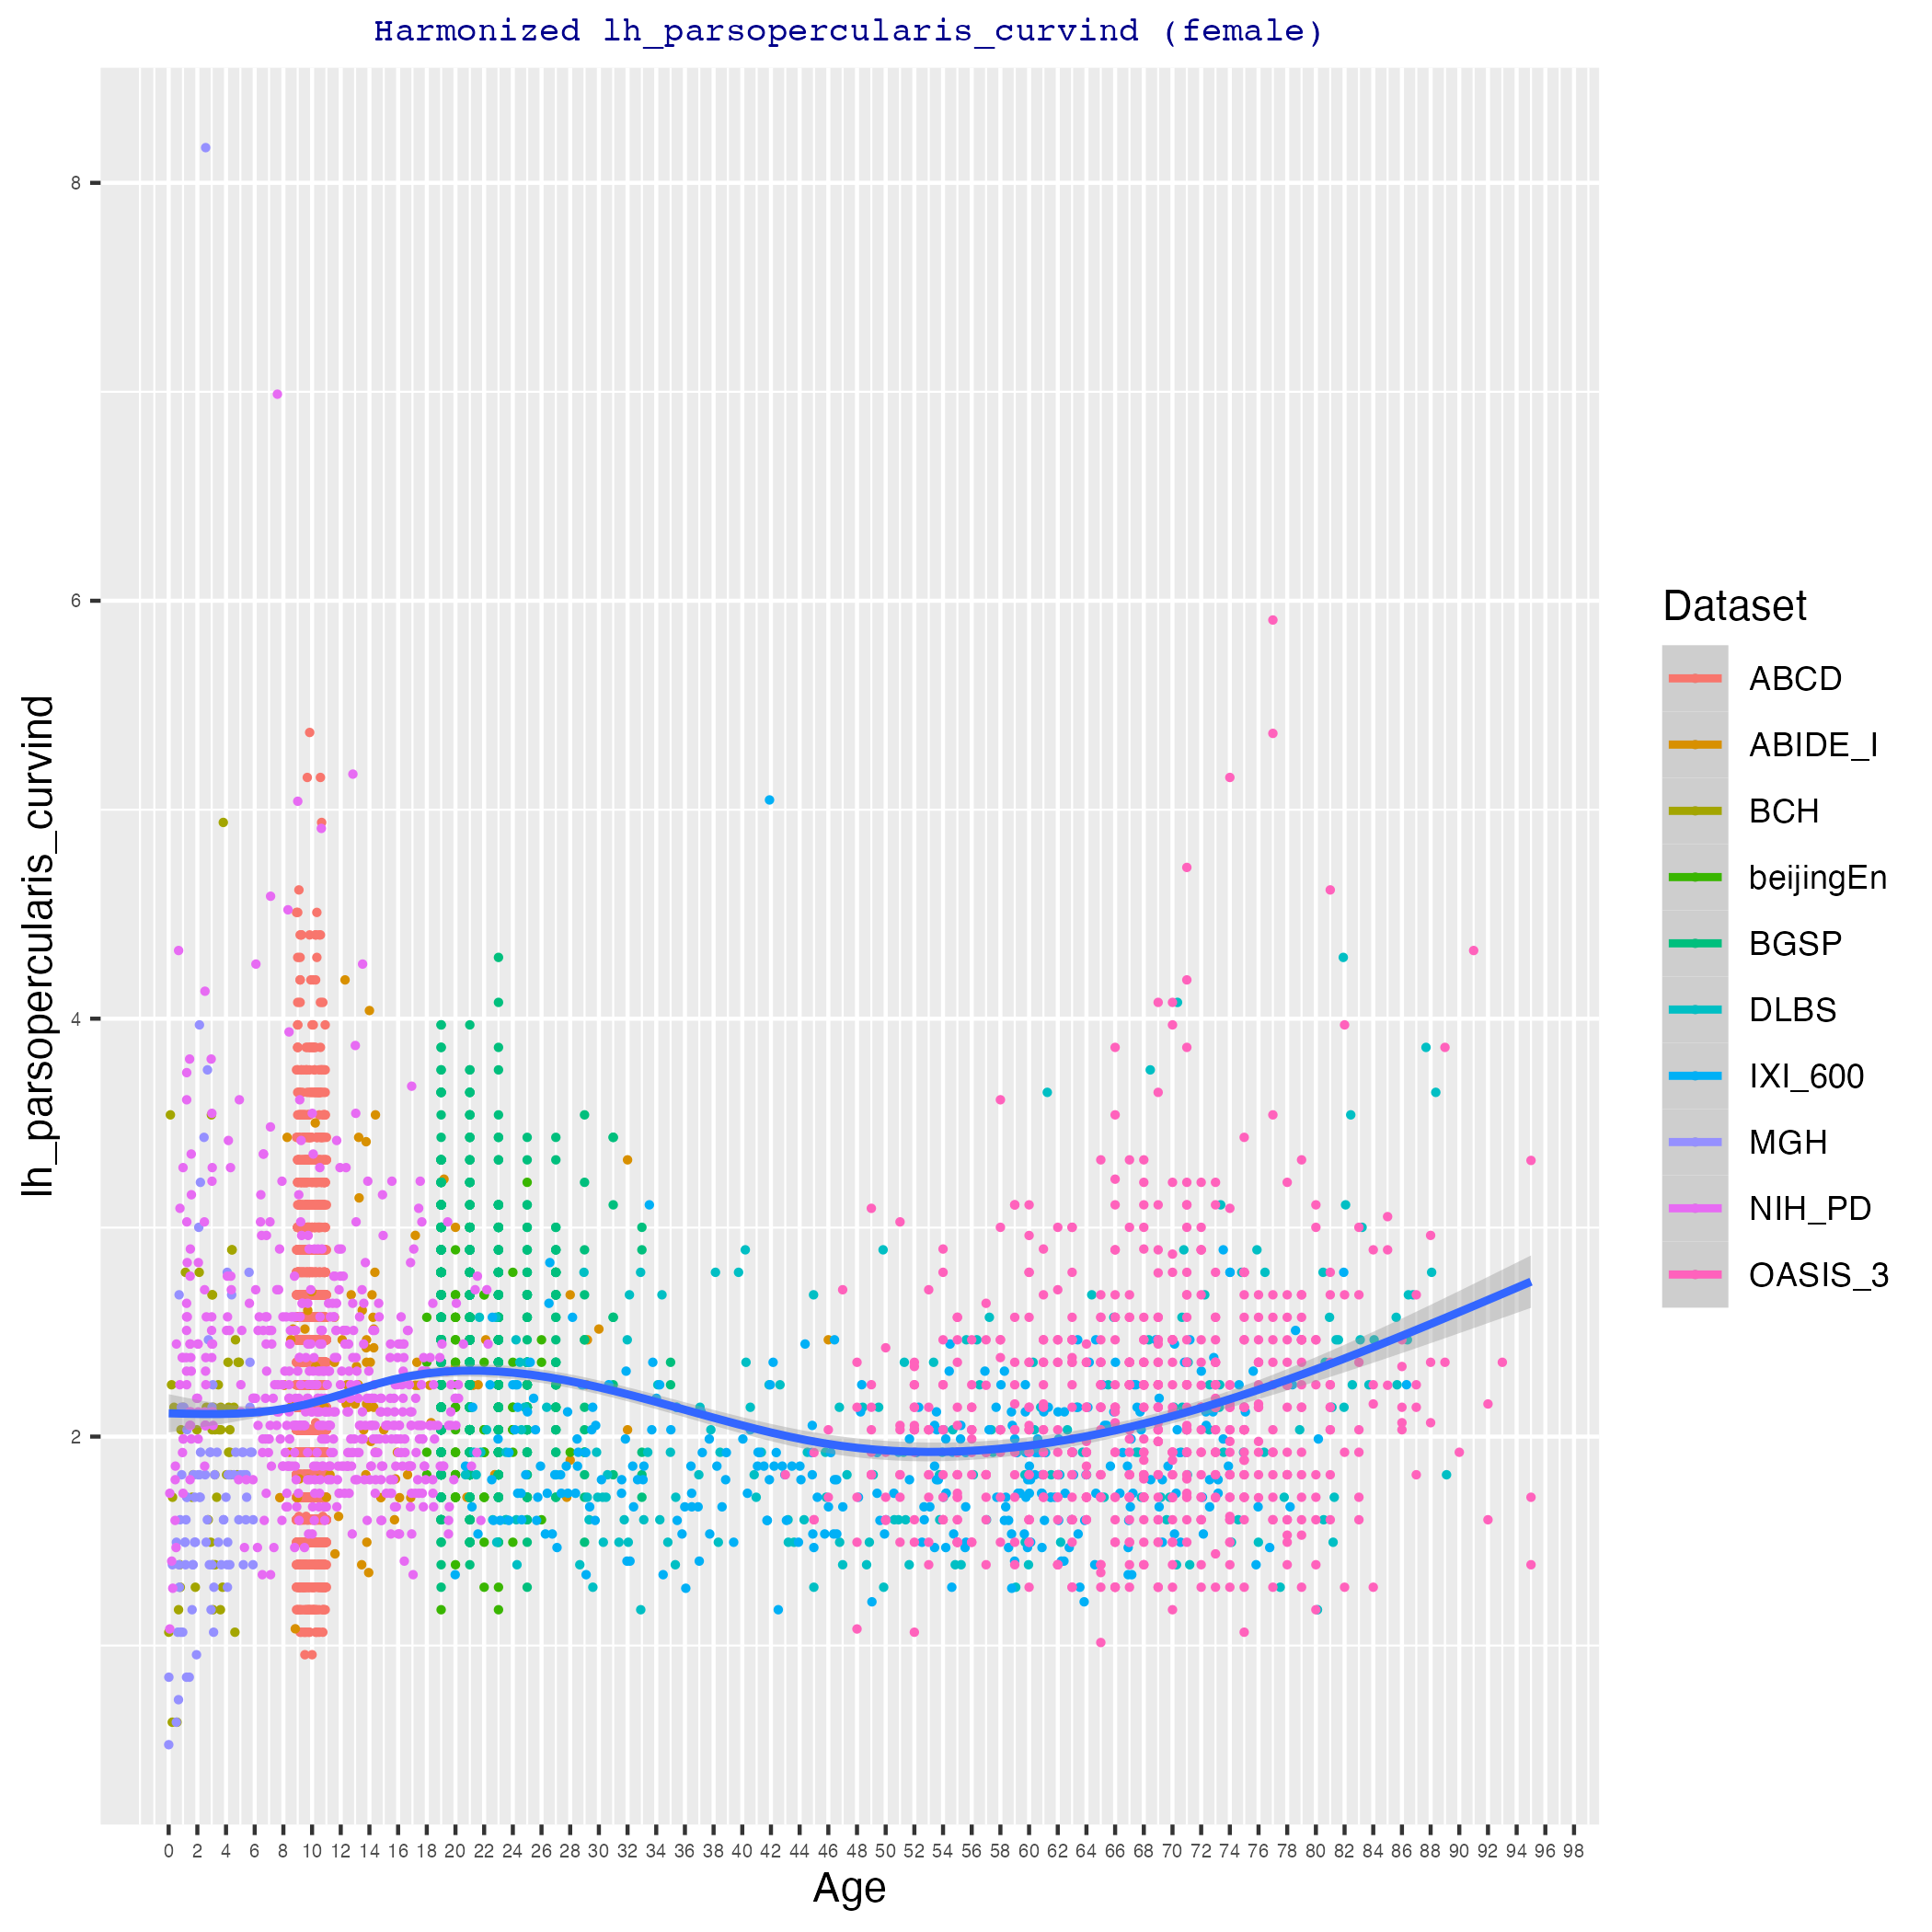 Harmonized lh_parsopercularis_curvind (female)
lh_parsopercularis_curvind
8
6
4
2
0 2 4 6 8 10 12 14 16 18 20 22 24 26 28 30 32 34 36 38 40 42 44 46 48 50 52 54 56 58 60 62 64 66 68 70 72 74 76 78 80 82 84 86 88 90 92 94 96 98
Age
Dataset
ABCD
ABIDE_I
BCH
beijingEn
BGSP
DLBS
IXI_600
MGH
NIH_PD
OASIS_3